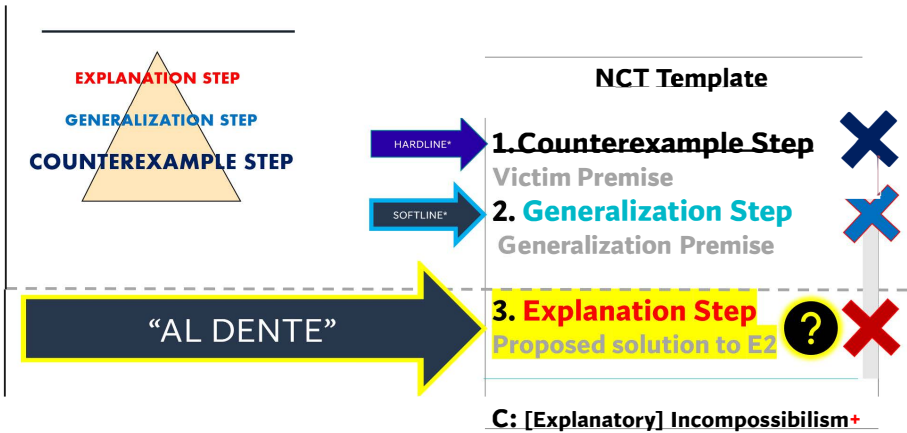 EXPLANATION STEP
GENERALIZATION STEP
COUNTEREXAMPLE STEP
NCT Template
HARDLINE*
1. Counterexample Step
Victim Premise
SOFTLINE*
2. Generalization Step
Generalization Premise
"AL DENTE"
3. Explanation Step
Proposed solution to E2
?
C: [Explanatory] Incompossibilism+